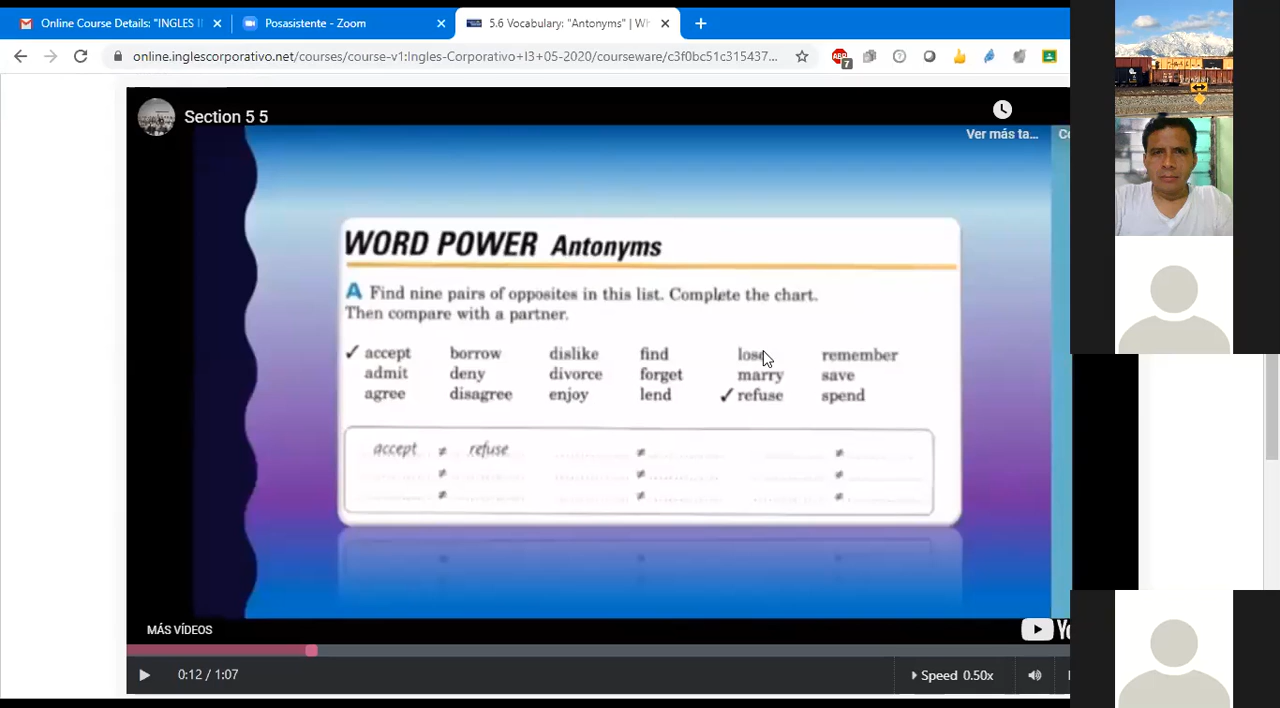 Online Course Details: "INGLES II
Posasistente - Zoom
5.6 Vocabulary: "Antonyms" | Wh
online.inglescorporativo.net/courses/course-v1:Ingles-Corporativo+I3+05-2020/courseware/c3f0bc51c315437...
ABP
7
Section 5 5
Ver más ta...
WORD POWER Antonyms
A Find nine pairs of opposites in this list. Complete the chart.
Then compare with a partner.
✓ accept borrow dislike find lose remember
admit deny divorce forget marry save
agree disagree enjoy lend ✓ refuse spend
accept ≠ refuse ≠ ≠
≠ ≠ ≠
≠ ≠ ≠
MÁS VÍDEOS
0:12 / 1:07
Speed 0.50x